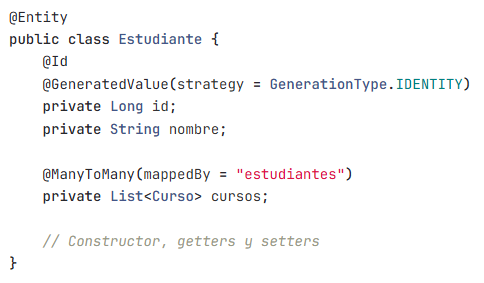 @Entity
public class Estudiante {
    @Id
    @GeneratedValue(strategy = GenerationType.IDENTITY)
    private Long id;
    private String nombre;

    @ManyToMany(mappedBy = "estudiantes")
    private List<Curso> cursos;

    // Constructor, getters y setters
}